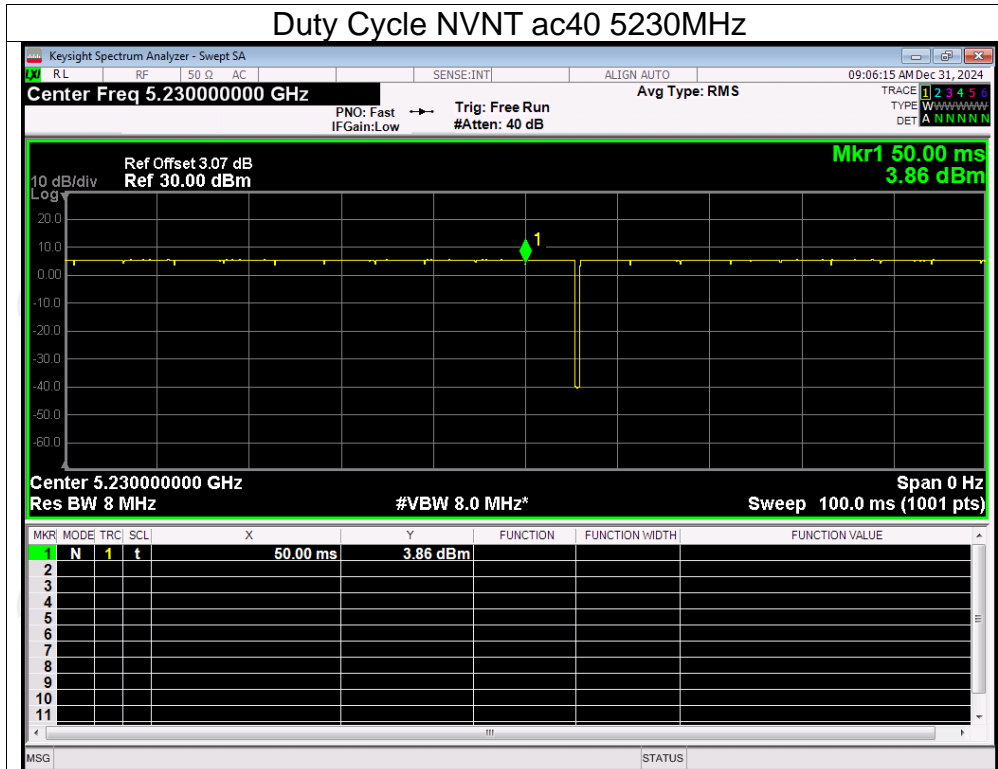 Duty Cycle NVNT ac40 5230MHz
Keysight Spectrum Analyzer - Swept SA
LXI RL RF 50 Ω AC SENSE:INT ALIGN AUTO 09:06:15 AM Dec 31, 2024
Center Freq 5.230000000 GHz Avg Type: RMS TRACE 1 2 3 4 5 6
PNO: Fast Trig: Free Run TYPE WWWWWW
IFGain:Low #Atten: 40 dB DET A N N N N N
Mkr1 50.00 ms
Ref Offset 3.07 dB 3.86 dBm
10 dB/div Ref 30.00 dBm
Log
20.0
10.0 1
0.00
-10.0
-20.0
-30.0
-40.0
-50.0
-60.0
Center 5.230000000 GHz Span 0 Hz
Res BW 8 MHz #VBW 8.0 MHz* Sweep 100.0 ms (1001 pts)
MKR MODE TRC SCL X Y FUNCTION FUNCTION WIDTH FUNCTION VALUE
1 N 1 t 50.00 ms 3.86 dBm
2
3
4
5
6
7
8
9
10
11
MSG STATUS